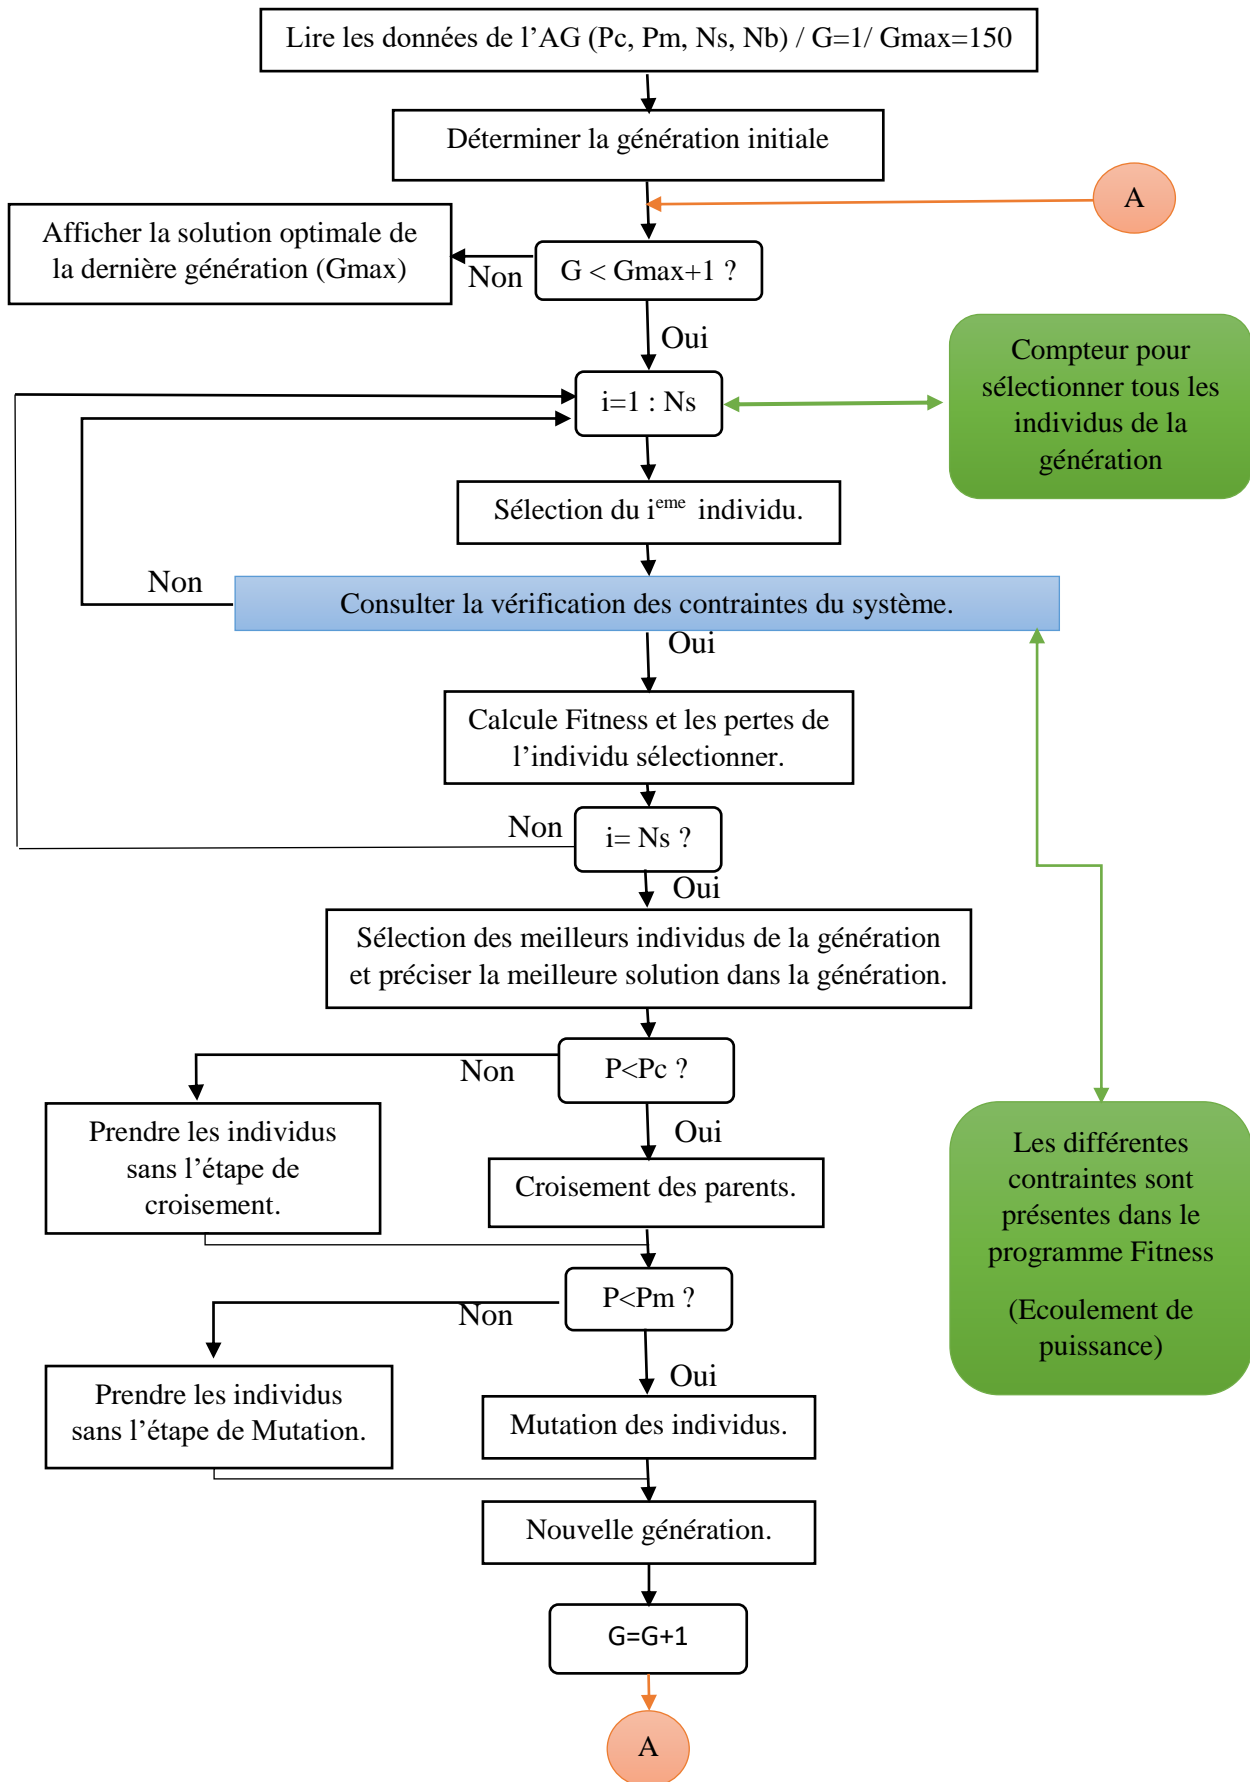 Lire les données de l’AG (Pc, Pm, Ns, Nb) / G=1/ Gmax=150
Déterminer la génération initiale
A
Afficher la solution optimale de
la dernière génération (Gmax)
Non
G < Gmax+1 ?
Oui
Compteur pour
sélectionner tous les
individus de la
génération
i=1 : Ns
Sélection du i^eme individu.
Non
Consulter la vérification des contraintes du système.
Oui
Calcule Fitness et les pertes de
l’individu sélectionner.
Non
i= Ns ?
Oui
Sélection des meilleurs individus de la génération
et préciser la meilleure solution dans la génération.
P<Pc ?
Non
Oui
Prendre les individus
sans l’étape de
croisement.
Croisement des parents.
Les différentes
contraintes sont
présentes dans le
programme Fitness
(Ecoulement de
puissance)
P<Pm ?
Non
Oui
Prendre les individus
sans l’étape de Mutation.
Mutation des individus.
Nouvelle génération.
G=G+1
A